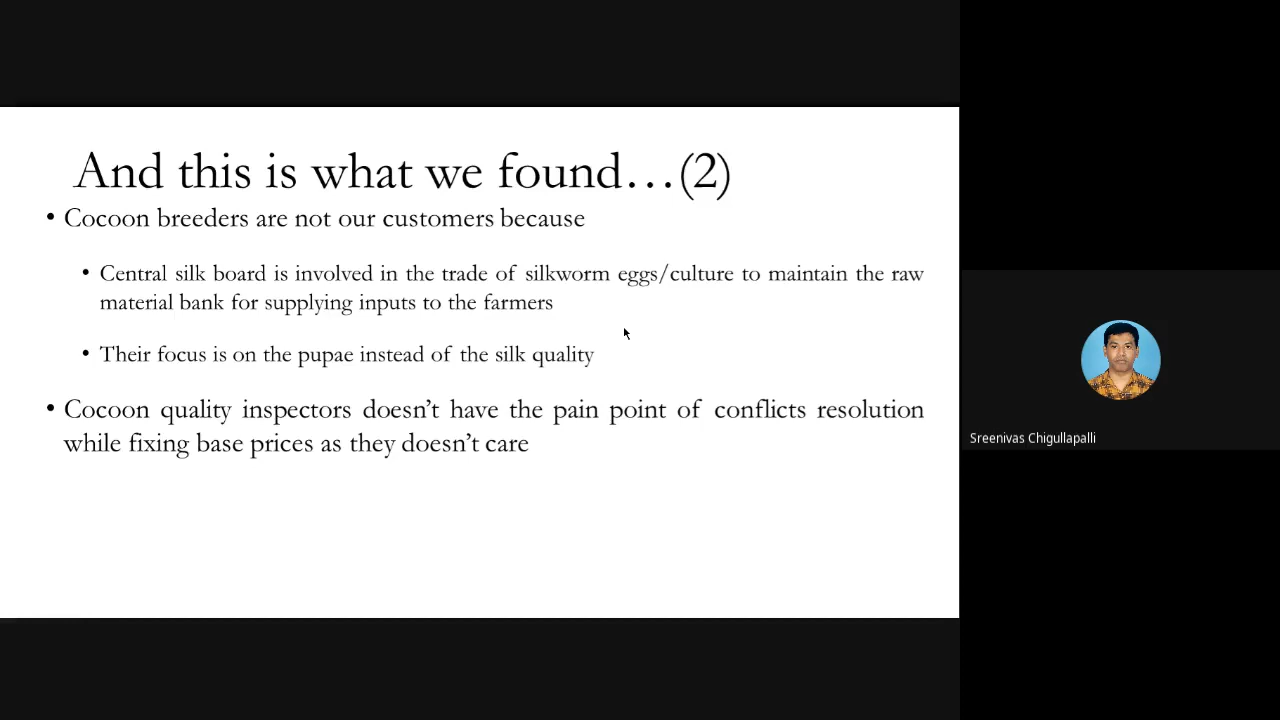 And this is what we found…(2)
• Cocoon breeders are not our customers because
• Central silk board is involved in the trade of silkworm eggs/culture to maintain the raw
material bank for supplying inputs to the farmers
• Their focus is on the pupae instead of the silk quality
• Cocoon quality inspectors doesn’t have the pain point of conflicts resolution
while fixing base prices as they doesn’t care
Sreenivas Chigullapalli